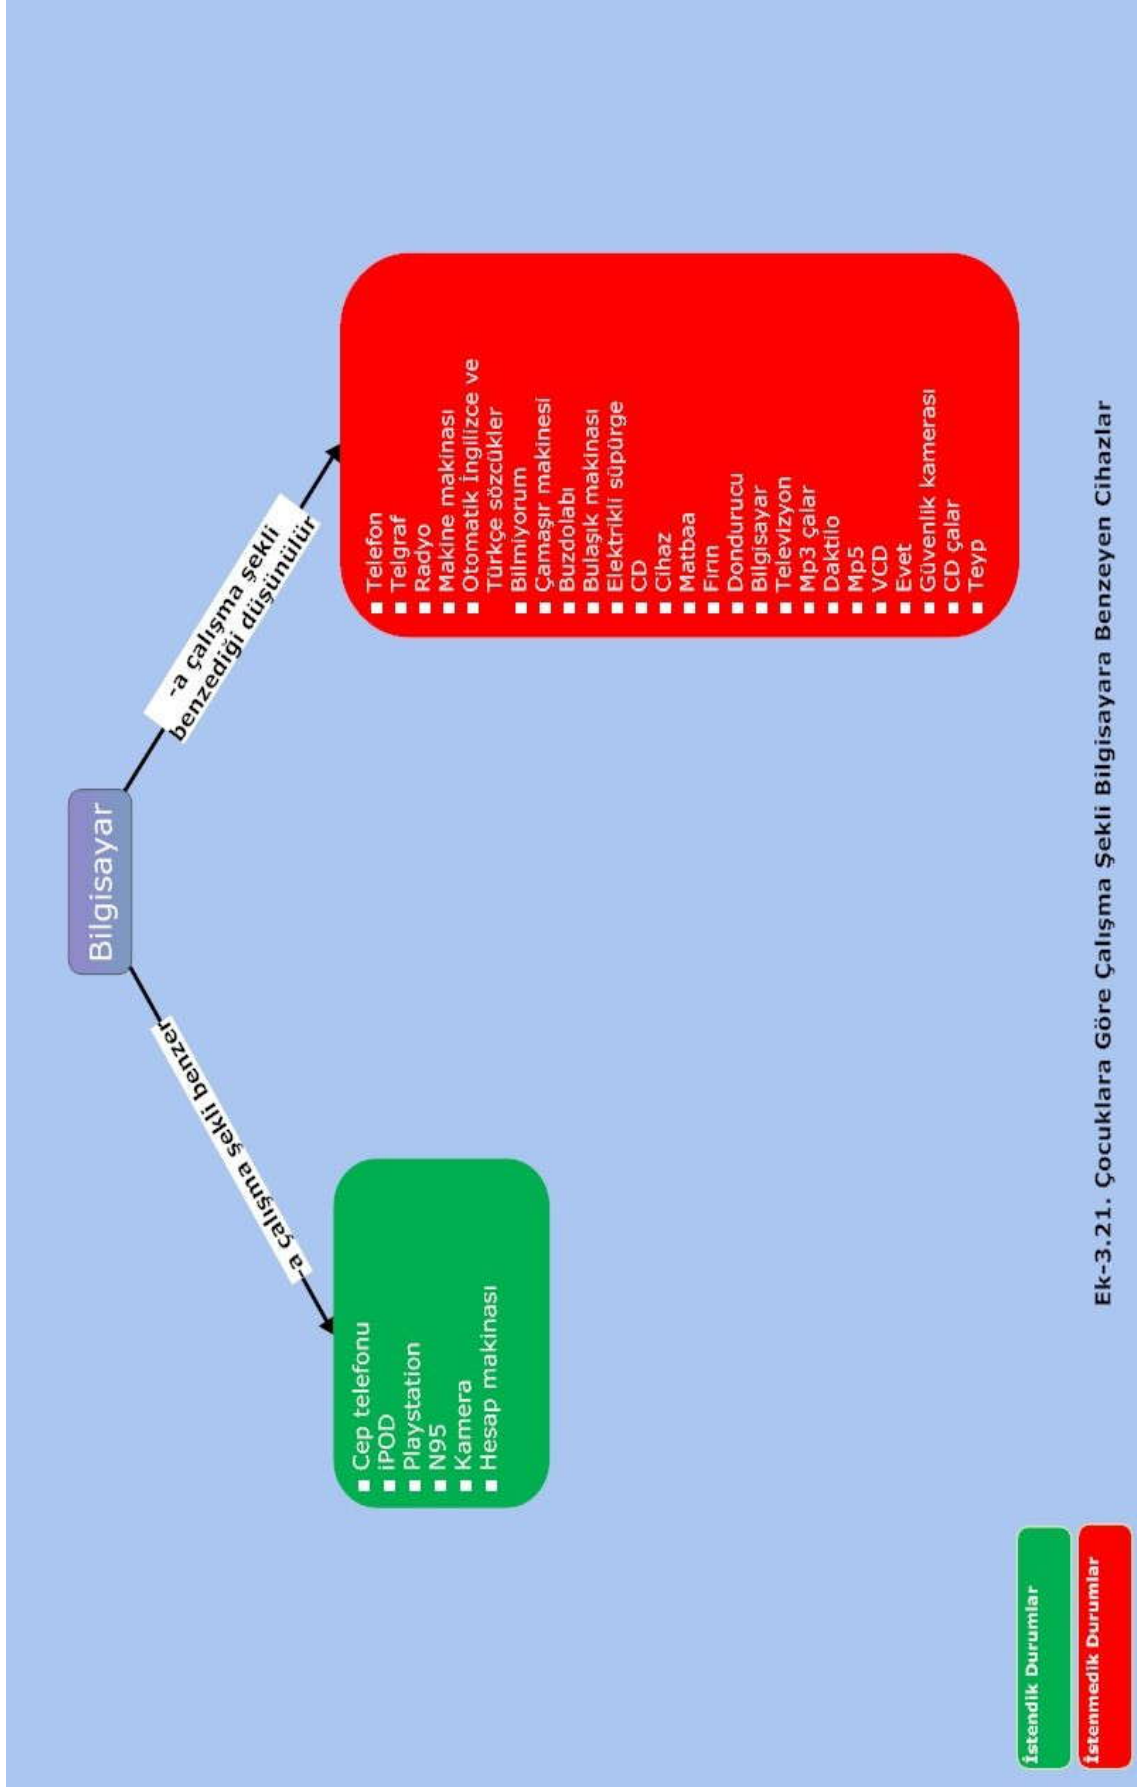 Bilgisayar
-a çalışma şekli benzer
-a çalışma şekli
benzediği düşünülür
Cep telefonu
iPOD
Playstation
N95
Kamera
Hesap makinası
Telefon
Telgraf
Radyo
Makine makinası
Otomatik İngilizce ve
Türkçe sözcükler
Bilmiyorum
Çamaşır makinesi
Buzdolabı
Bulaşık makinası
Elektrikli süpürge
CD
Cihaz
Matbaa
Fırın
Dondurucu
Bilgisayar
Televizyon
Mp3 çalar
Daktilo
Mp5
VCD
Evet
Güvenlik kamerası
CD çalar
Teyp
İstendik Durumlar
İstenmedik Durumlar
Ek-3.21. Çocuklara Göre Çalışma Şekli Bilgisayara Benzeyen Cihazlar